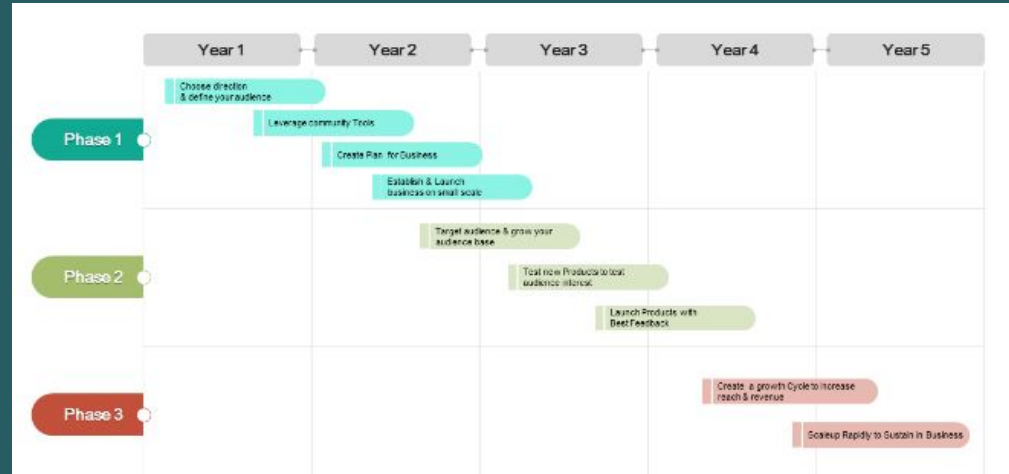 Year 1
Year 2
Year 3
Year 4
Year 5
Phase 1
Choose direction
& define your audience
Leverage community Tools
Create Plan for Business
Establish & Launch
business on small scale
Phase 2
Target audience & grow your
audience base
Test new Products to test
audience interest
Launch Products with
Best Feedback
Phase 3
Create a growth Cycle to increase
reach & revenue
Scaleup Rapidly to Sustain in Business